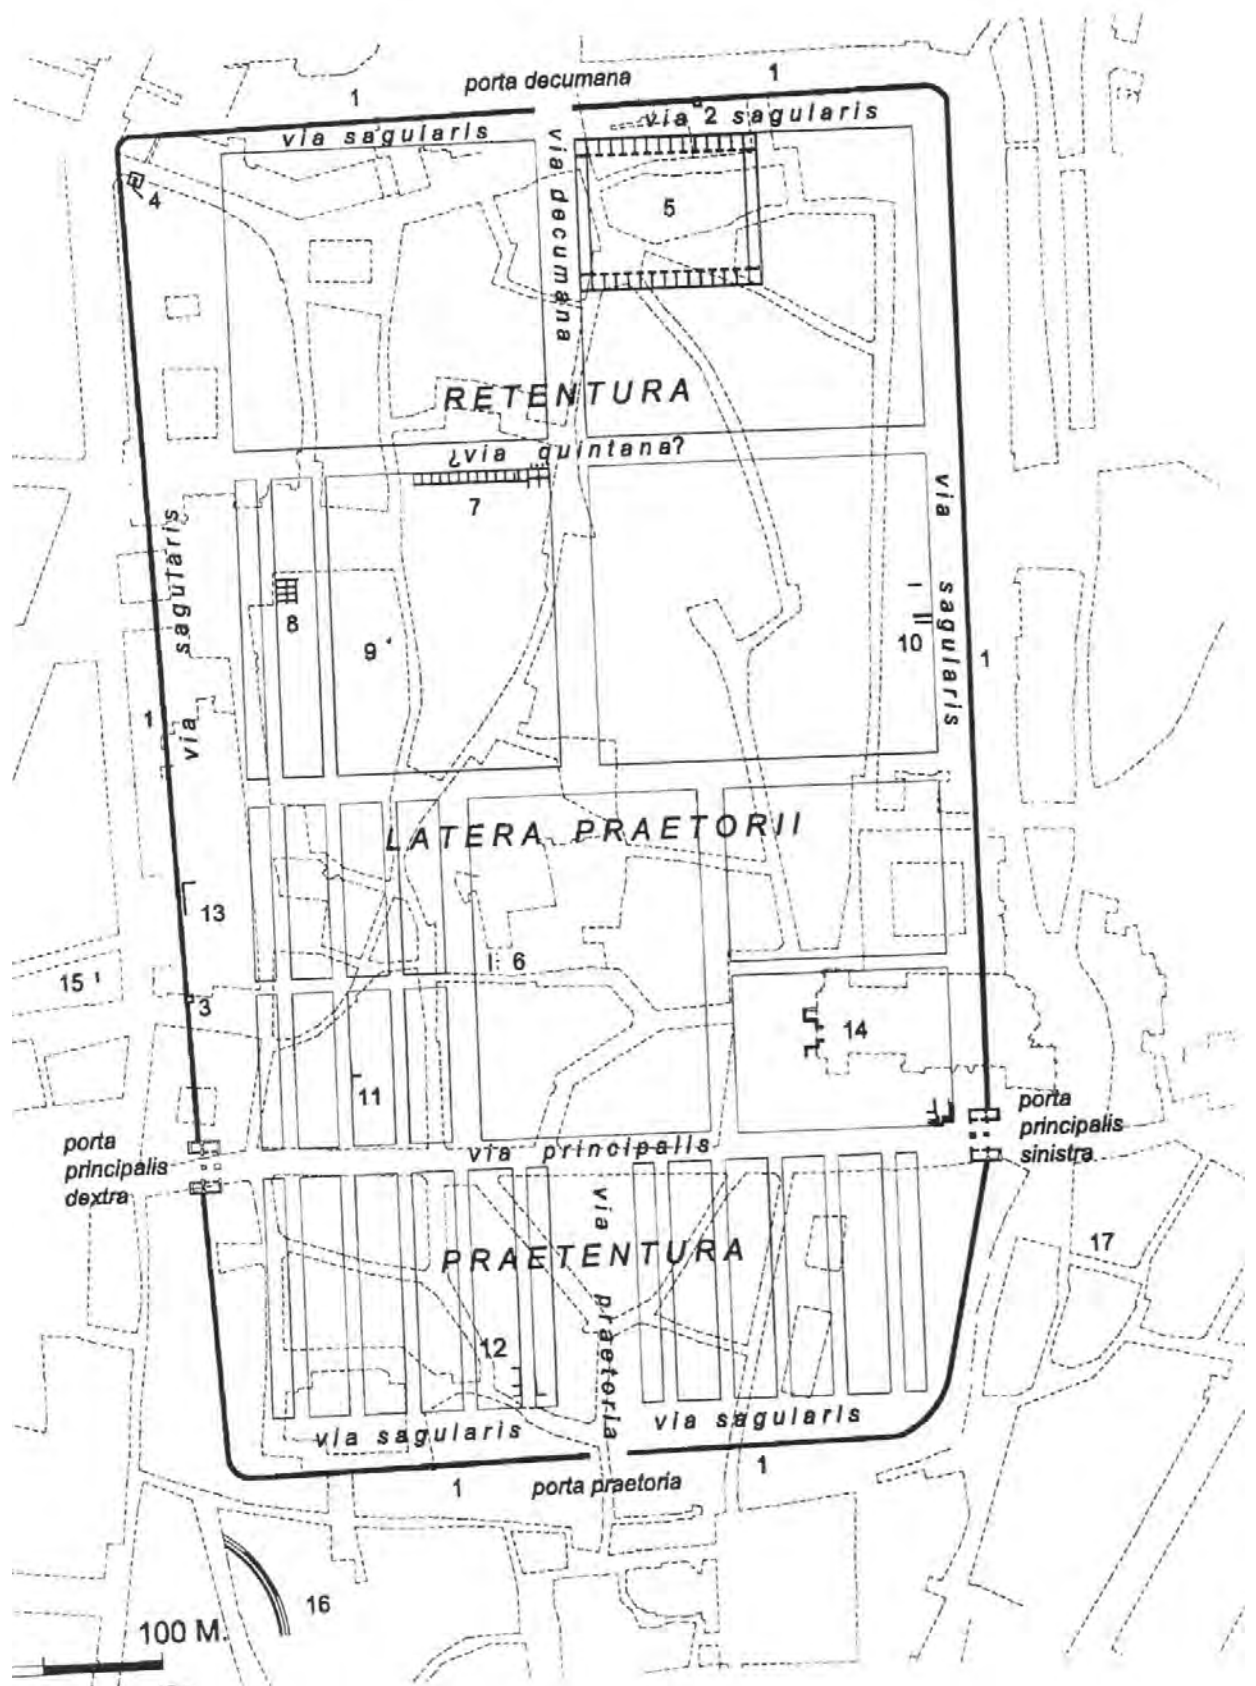 porta decumana
1
1
via sagularis
via 2 sagularis
4
via decumana
5
RETENTURA
¿via quintana?
7
via sagularis
via sagularis
8
9
10
1
1
LATERA PRAETORII
13
6
15
3
14
11
porta
principalis
sinistra
porta
principalis
dextra
via principalis
via praetoria
PRAETENTURA
17
12
via sagularis
via sagularis
1
1
porta praetoria
16
100 M.